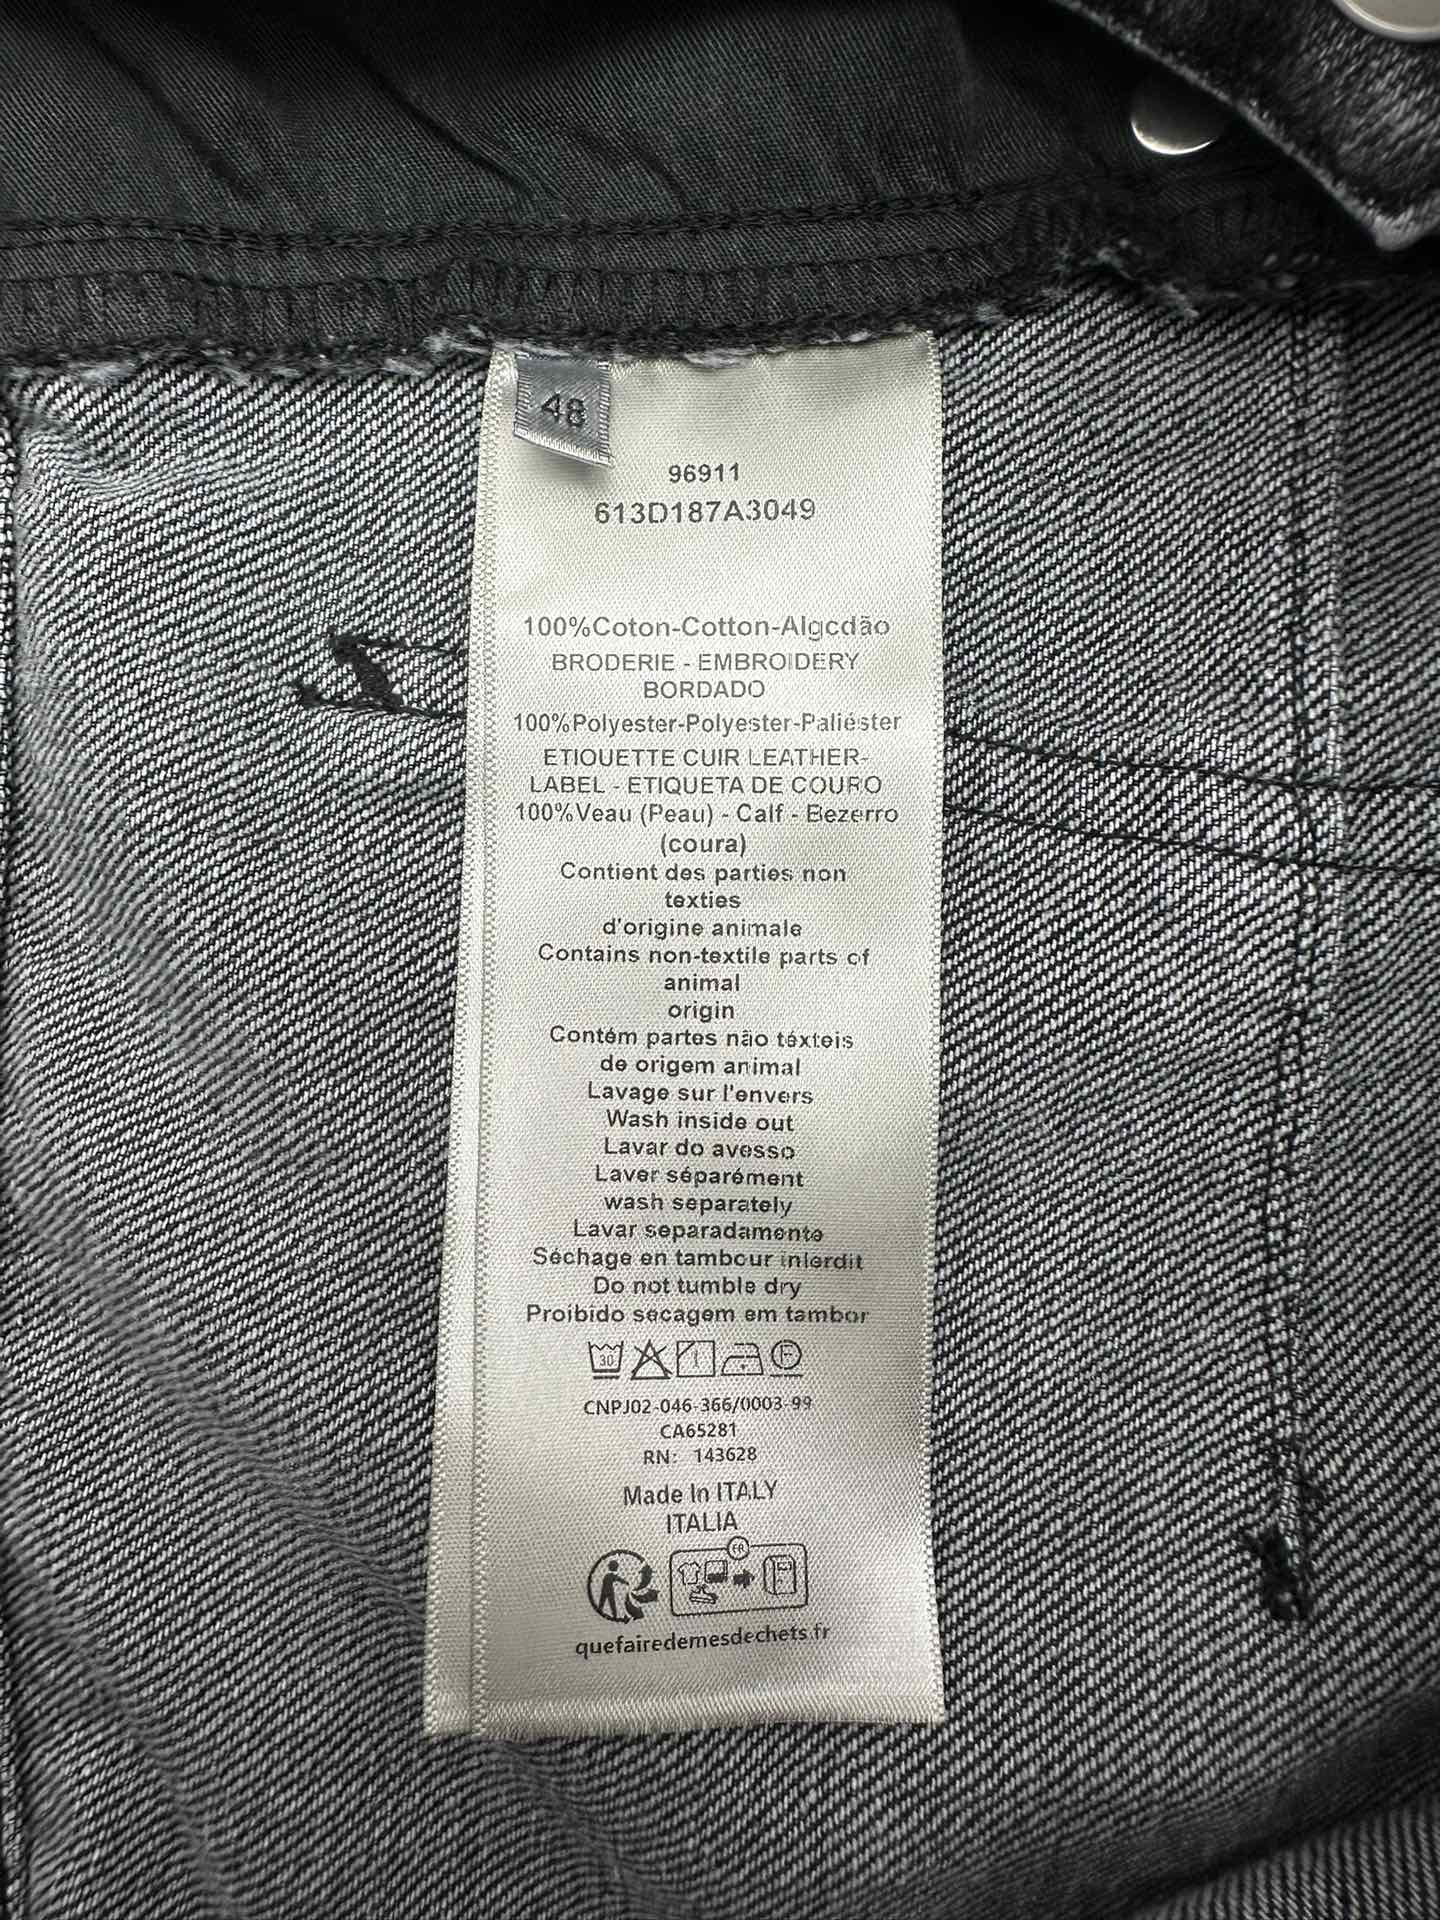 48
96911
613D187A3049
100%Coton-Cotton-Algcdão
BRODERIE - EMBROIDERY
BORDADO
100%Polyester-Polyester-Paliéster
ETIOUETTE CUIR LEATHER-
LABEL - ETIQUETA DE COURO
100%Veau (Peau) - Calf - Bezerro
(coura)
Contient des parties non
texties
d'origine animale
Contains non-textile parts of
animal
origin
Contém partes não téxteis
de origem animal
Lavage sur l'envers
Wash inside out
Lavar do avesso
Laver séparément
wash separately
Lavar separadamente
Séchage en tambour interdit
Do not tumble dry
Proibido secagem em tambor
30
F
CNPJ02-046-366/0003-99
CA65281
RN: 143628
Made In ITALY
ITALIA
FR
quefairedemesdechets.fr